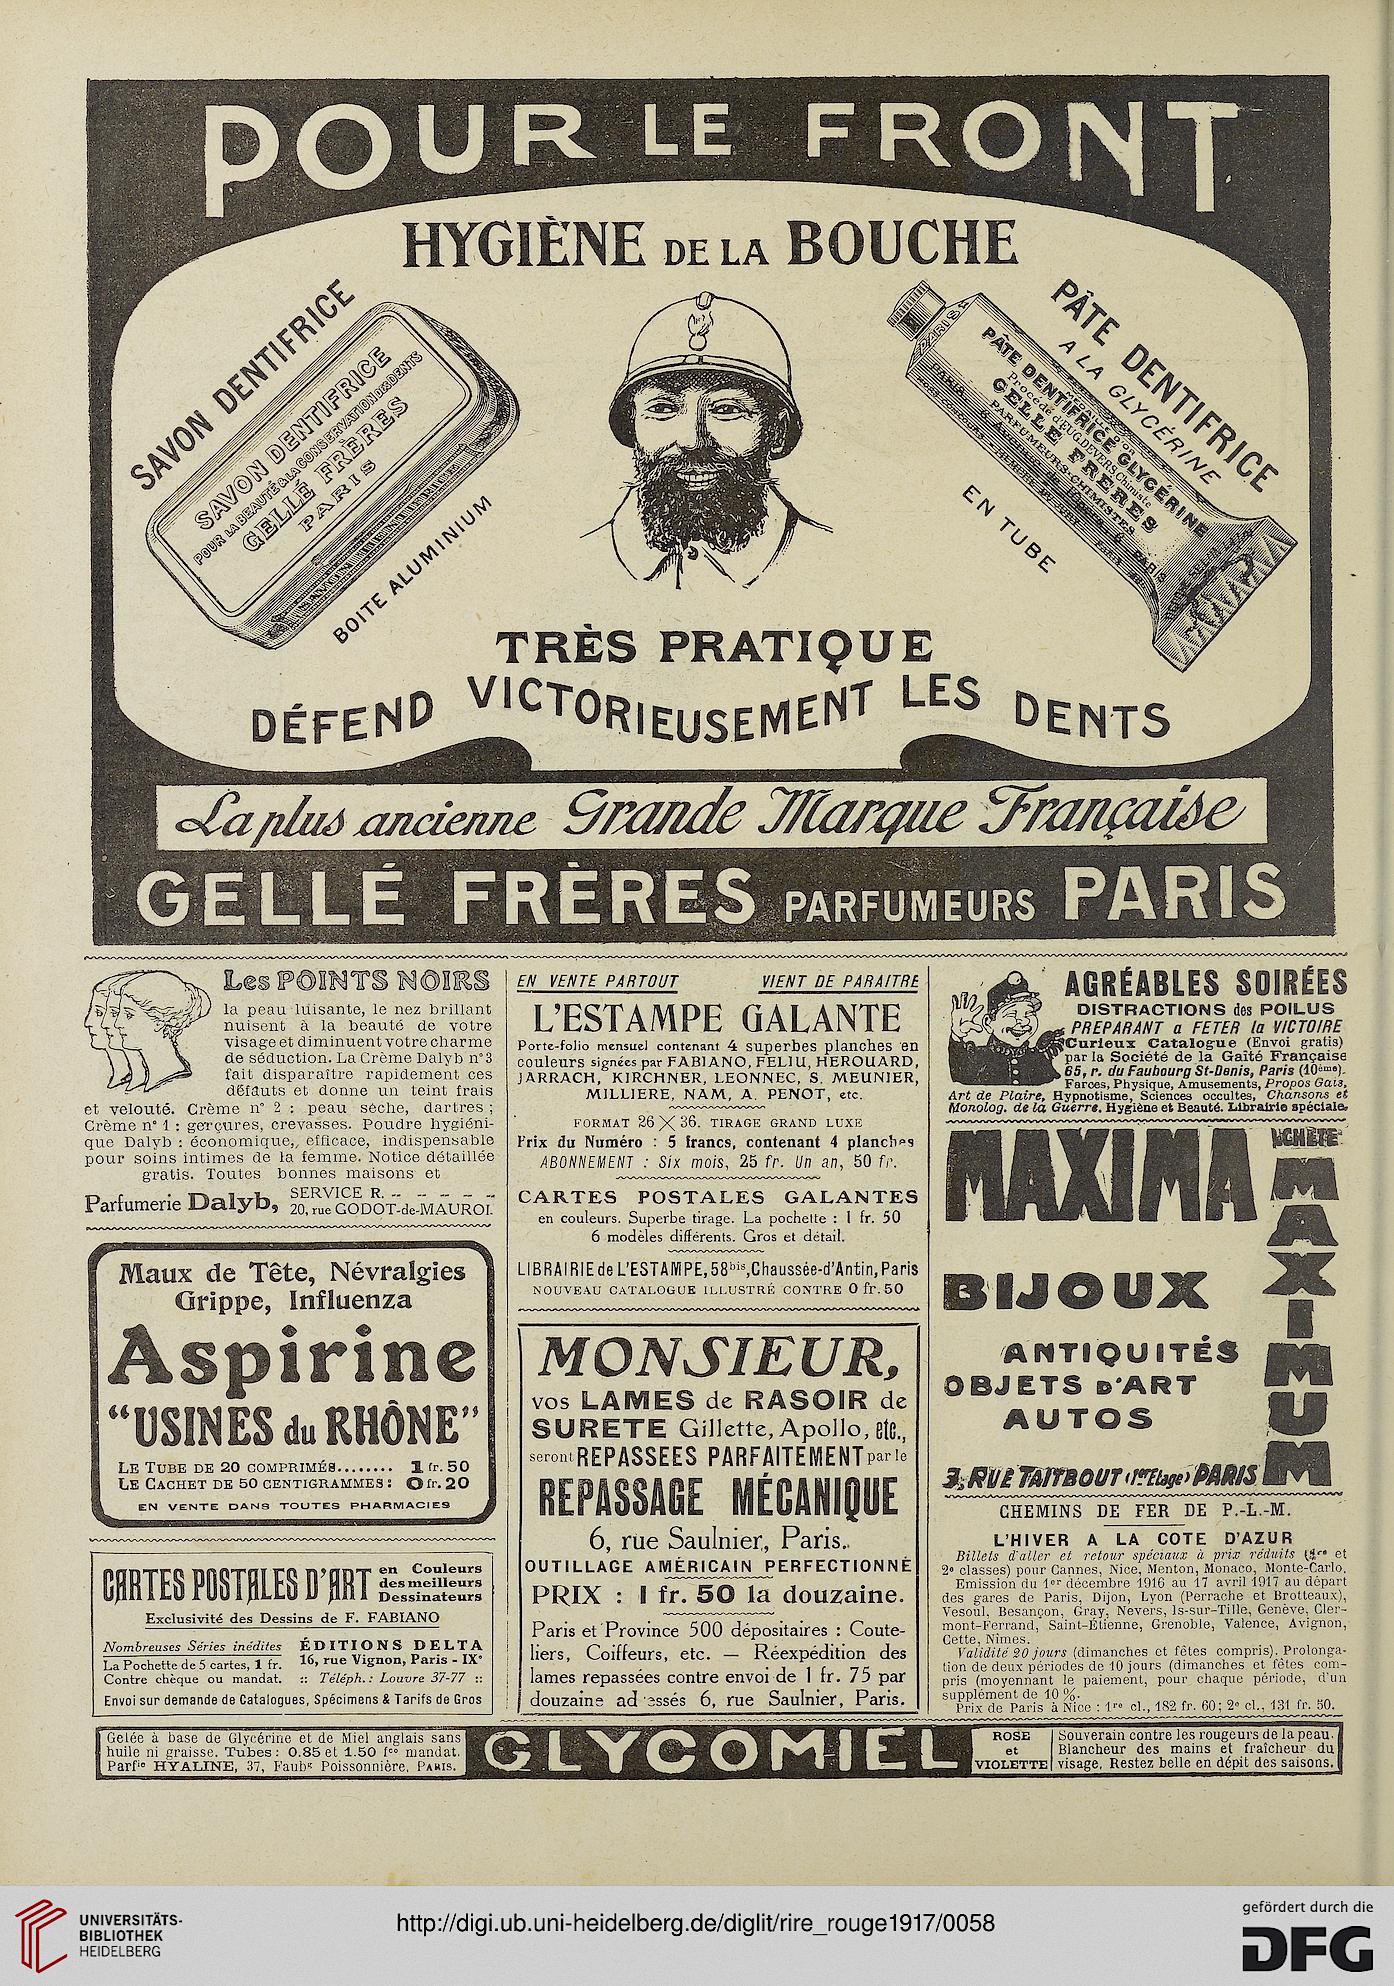 POUR LE FRONT
HYGIÈNE DE LA BOUCHE
SAVON DENTIFRICE
SAVON DENTIFRICE
POUR LA BEAUTÉ & LA CONSERVATION DES DENTS
GELLÉ FRÈRES
PARIS
BOITE ALUMINIUM
PÂTE DENTIFRICE
A LA GLYCÉRINE
PARIS
PÂTE DENTIFRICE GLYCÉRINE
Procédé d'EUG. DEVERS Chimiste
GELLÉ FRÈRES
PARFUMEURS-CHIMISTES
PARIS
EN TUBE
TRÈS PRATIQUE
DÉFEND VICTORIEUSEMENT LES DENTS
La plus ancienne Grande Marque Française
GELLÉ FRÈRES PARFUMEURS PARIS
Les POINTS NOIRS
la peau luisante, le nez brillant
nuisent à la beauté de votre
visage et diminuent votre charme
de séduction. La Crème Dalyb n°3
fait disparaître rapidement ces
défauts et donne un teint frais
et velouté. Crème n° 2 : peau sèche, dartres ;
Crème n° 1 : gerçures, crevasses. Poudre hygiéni-
que Dalyb : économique, efficace, indispensable
pour soins intimes de la femme. Notice détaillée
gratis. Toutes bonnes maisons et
Parfumerie Dalyb, SERVICE R. -- -- -- -- --
20, rue GODOT-de-MAUROI.
Maux de Tête, Névralgies
Grippe, Influenza
Aspirine
"USINES du RHÔNE"
LE TUBE DE 20 COMPRIMÉS........ 1 fr. 50
LE CACHET DE 50 CENTIGRAMMES : 0 fr. 20
EN VENTE DANS TOUTES PHARMACIES
CARTES POSTALES D'ART en Couleurs
des meilleurs
Dessinateurs
Exclusivité des Dessins de F. FABIANO
Nombreuses Séries inédites
La Pochette de 5 cartes, 1 fr.
Contre chèque ou mandat.
ÉDITIONS DELTA
16, rue Vignon, Paris - IXe
:: Téléph. : Louvre 37-77 ::
Envoi sur demande de Catalogues, Spécimens & Tarifs de Gros
EN VENTE PARTOUT VIENT DE PARAITRE
L'ESTAMPE GALANTE
Porte-folio mensuel contenant 4 superbes planches en
couleurs signées par FABIANO, FELIU, HEROUARD,
JARRACH, KIRCHNER, LEONNEC, S. MEUNIER,
MILLIERE, NAM, A. PENOT, etc.
FORMAT 26 × 36. TIRAGE GRAND LUXE
Prix du Numéro : 5 francs, contenant 4 planches
ABONNEMENT : Six mois, 25 fr. Un an, 50 fr.
CARTES POSTALES GALANTES
en couleurs. Superbe tirage. La pochette : 1 fr. 50
6 modèles différents. Gros et détail.
LIBRAIRIE de L'ESTAMPE, 58bis, Chaussée-d'Antin, Paris
NOUVEAU CATALOGUE ILLUSTRÉ CONTRE 0 fr. 50
MONSIEUR,
vos LAMES de RASOIR de
SURETE Gillette, Apollo, etc.,
seront REPASSEES PARFAITEMENT par le
REPASSAGE MÉCANIQUE
6, rue Saulnier, Paris.
OUTILLAGE AMÉRICAIN PERFECTIONNÉ
PRIX : 1 fr. 50 la douzaine.
Paris et Province 500 dépositaires : Coute-
liers, Coiffeurs, etc. — Réexpédition des
lames repassées contre envoi de 1 fr. 75 par
douzaine adressés 6, rue Saulnier, Paris.
AGRÉABLES SOIRÉES
DISTRACTIONS des POILUS
PREPARANT à FETER la VICTOIRE
Curieux Catalogue (Envoi gratis)
par la Société de la Gaîté Française
65, r. du Faubourg St-Denis, Paris (10ème).
Farces, Physique, Amusements, Propos Gais,
Art de Plaire, Hypnotisme, Sciences occultes, Chansons et
Monolog. de la Guerre. Hygiène et Beauté. Librairie spéciale.
MAXIMA ACHÈTE
MAXIMUM
BIJOUX
ANTIQUITÉS
OBJETS D'ART
AUTOS
3, RUE TAITBOUT (1er Etage) PARIS
CHEMINS DE FER DE P.-L.-M.
L'HIVER A LA COTE D'AZUR
Billets d'aller et retour spéciaux à prix réduits (1re et
2e classes) pour Cannes, Nice, Menton, Monaco, Monte-Carlo.
Emission du 1er décembre 1916 au 17 avril 1917 au départ
des gares de Paris, Dijon, Lyon (Perrache et Brotteaux),
Vesoul, Besançon, Gray, Nevers, Is-sur-Tille, Genève, Cler-
mont-Ferrand, Saint-Étienne, Grenoble, Valence, Avignon,
Cette, Nîmes.
Validité 20 jours (dimanches et fêtes compris). Prolonga-
tion de deux périodes de 10 jours (dimanches et fêtes com-
pris (moyennant le paiement, pour chaque période, d'un
supplément de 10 %.
Prix de Paris à Nice : 1re cl., 182 fr. 60; 2e cl., 131 fr. 50.
Gelée à base de Glycérine et de Miel anglais sans
huile ni graisse. Tubes : 0.85 et 1.50 fco mandat.
Parfie HYALINE, 37, Faubg Poissonnière, PARIS.
GLYCOMIEL
ROSE
et
VIOLETTE
Souverain contre les rougeurs de la peau.
Blancheur des mains et fraîcheur du
visage, Restez belle en dépit des saisons.
UNIVERSITÄTS-
BIBLIOTHEK
HEIDELBERG
http://digi.ub.uni-heidelberg.de/diglit/rire_rouge1917/0058
gefördert durch die
DFG